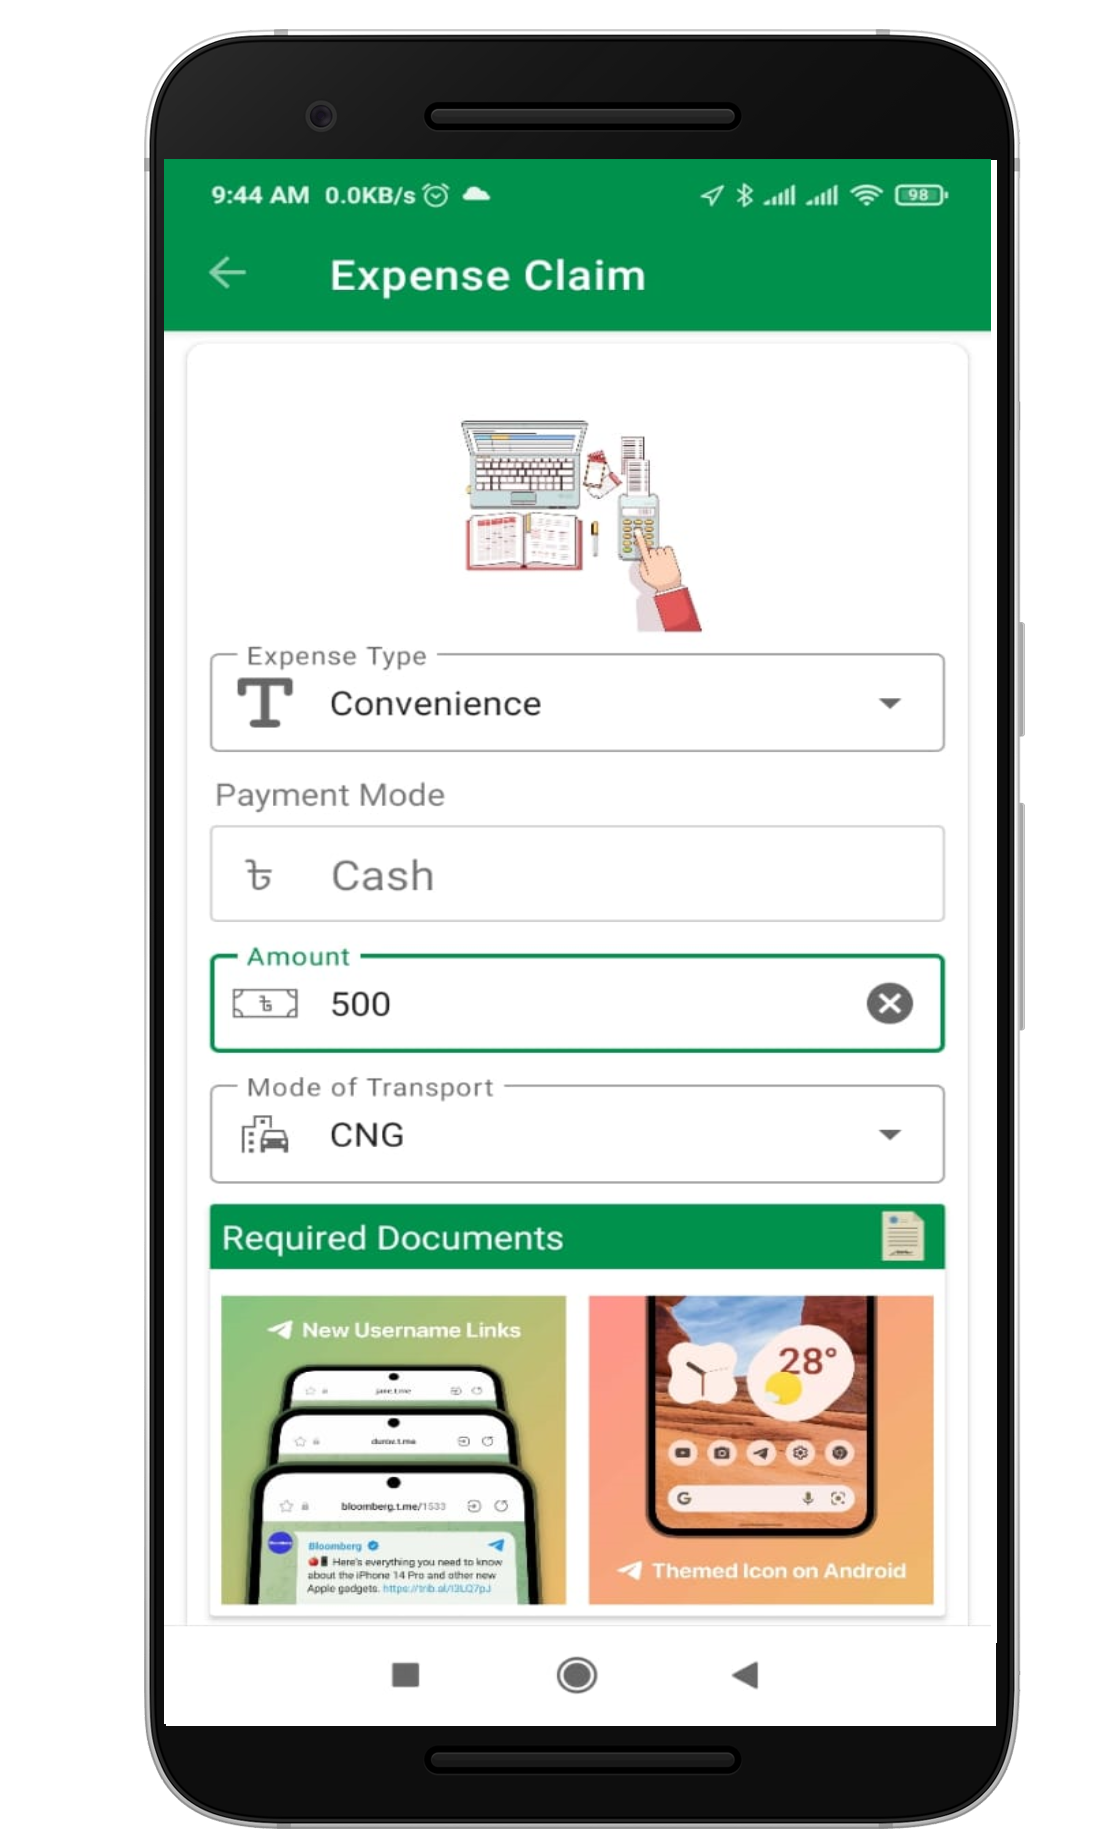 9:44 AM 0.0KB/s 98
Expense Claim
Expense Type
Convenience
Payment Mode
৳ Cash
Amount
৳ 500
Mode of Transport
CNG
Required Documents
New Username Links
jane.t.me
durov.t.me
bloomberg.t.me/1533
Bloomberg
Here's everything you need to know
about the iPhone 14 Pro and other new
Apple gadgets. https://trib.al/I3LQ7pJ
28°
G
Themed Icon on Android